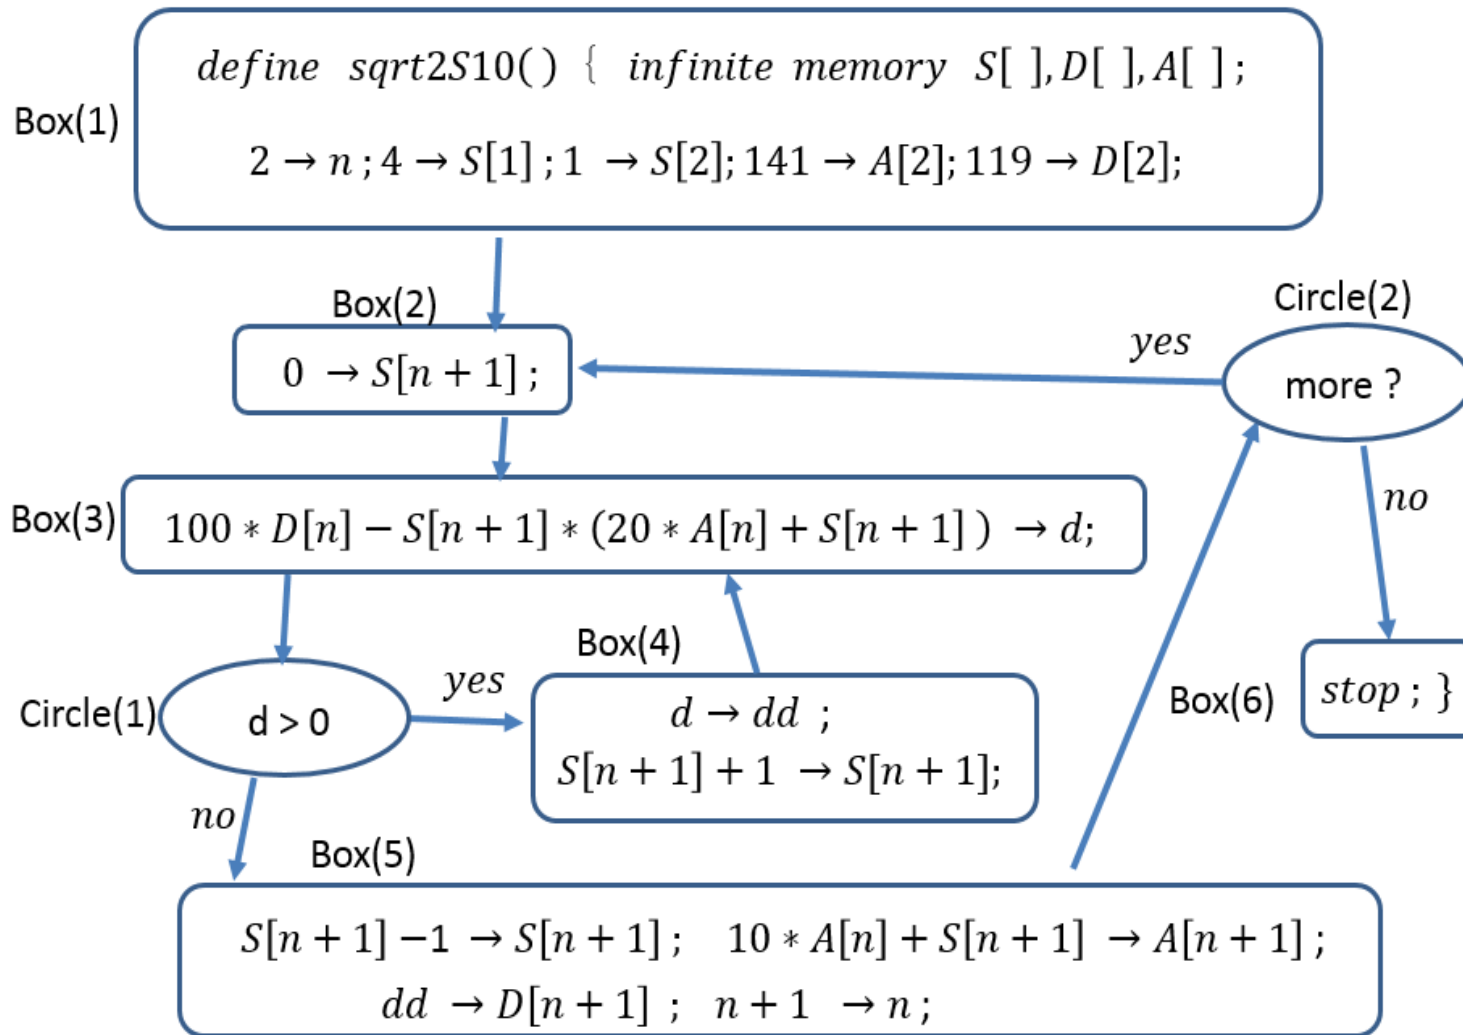 define sqrt2S10() { infinite memory S[ ], D[ ], A[ ] ;
Box(1)
2 → n ; 4 → S[1] ; 1 → S[2]; 141 → A[2]; 119 → D[2];
Box(2)
0 → S[n + 1] ;
yes
Circle(2)
more ?
no
Box(3)
100 * D[n] − S[n + 1] * (20 * A[n] + S[n + 1] ) → d;
Circle(1)
d > 0
yes
Box(4)
d → dd ;
S[n + 1] + 1 → S[n + 1];
Box(6)
stop ; }
no
Box(5)
S[n + 1] −1 → S[n + 1] ; 10 * A[n] + S[n + 1] → A[n + 1] ;
dd → D[n + 1] ; n + 1 → n ;